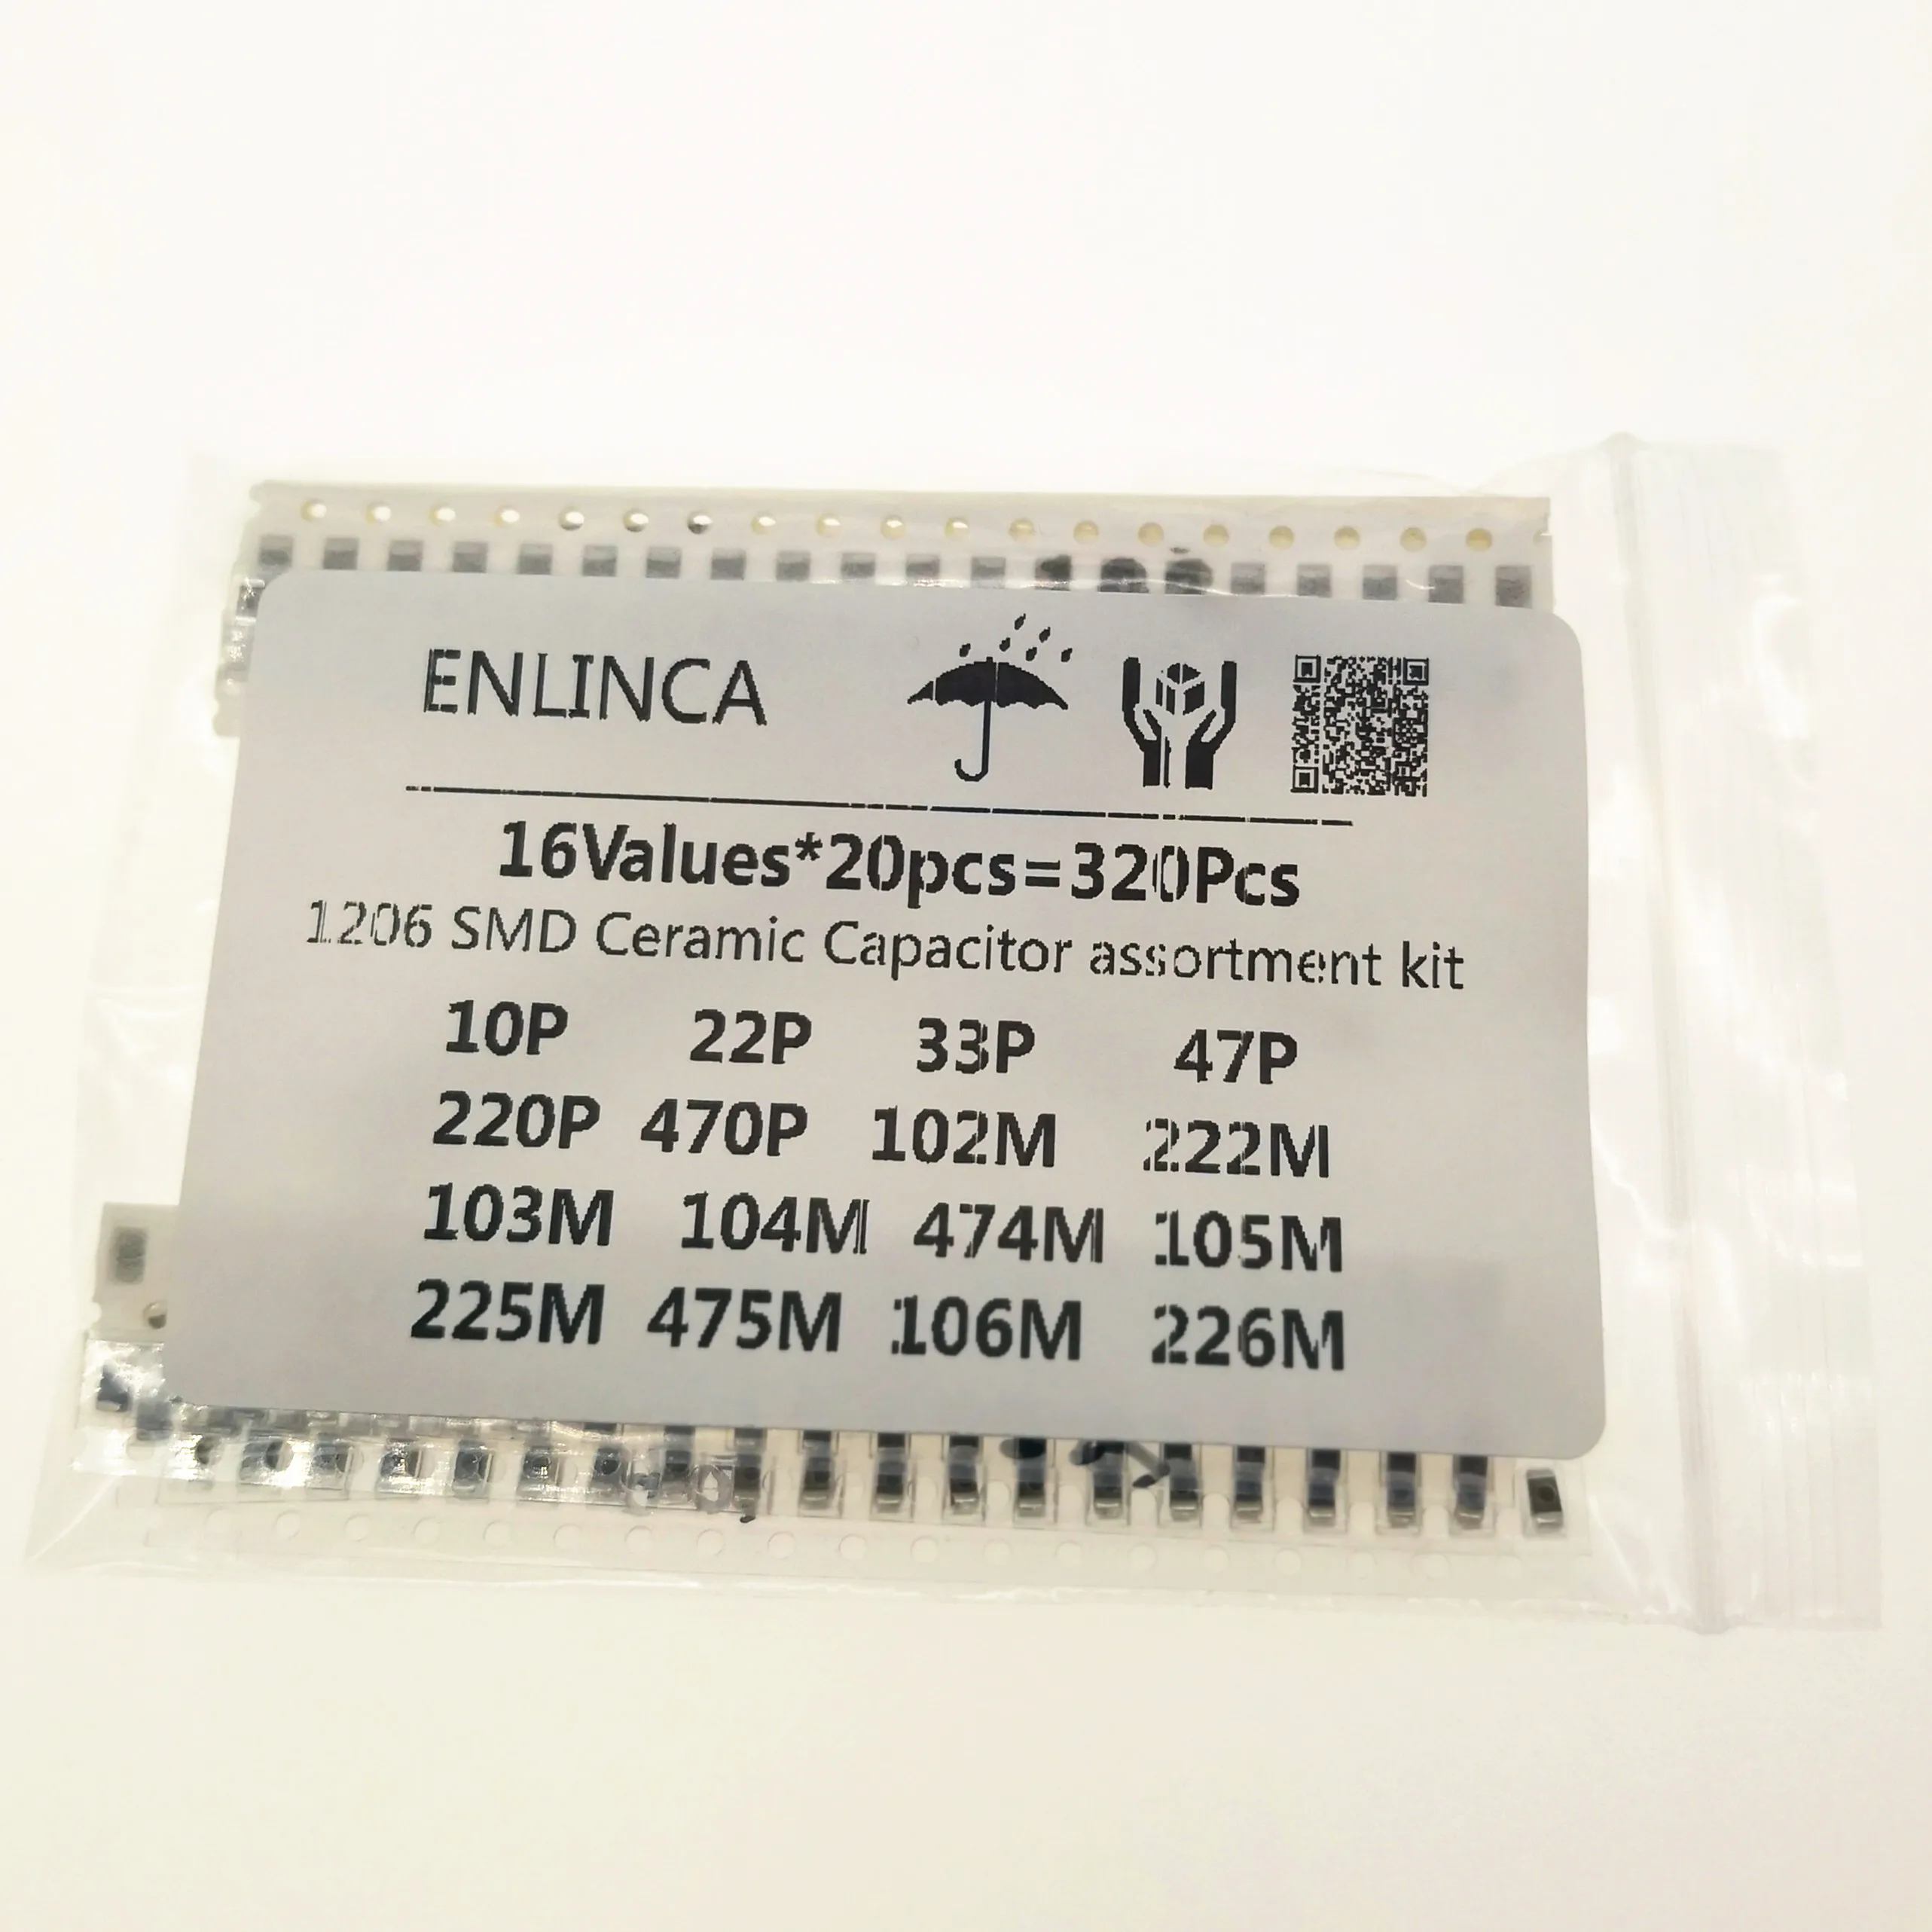 ENLINCA
16Values*20pcs=320Pcs
1206 SMD Ceramic Capacitor assortment kit
10P 22P 33P 47P
220P 470P 102M 222M
103M 104M 474M 105M
225M 475M 106M 226M